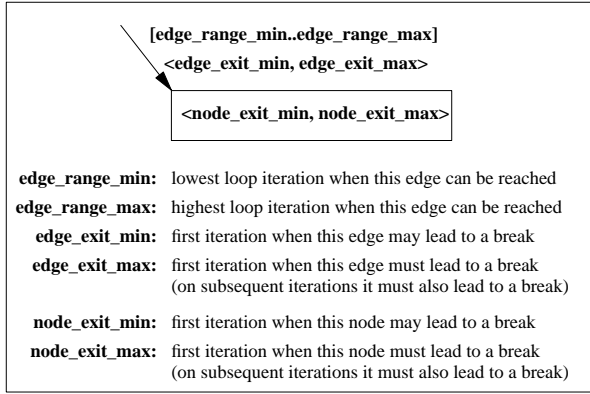 [edge_range_min..edge_range_max]
<edge_exit_min, edge_exit_max>
<node_exit_min, node_exit_max>
edge_range_min: lowest loop iteration when this edge can be reached
edge_range_max: highest loop iteration when this edge can be reached
edge_exit_min: first iteration when this edge may lead to a break
edge_exit_max: first iteration when this edge must lead to a break
(on subsequent iterations it must also lead to a break)
node_exit_min: first iteration when this node may lead to a break
node_exit_max: first iteration when this node must lead to a break
(on subsequent iterations it must also lead to a break)